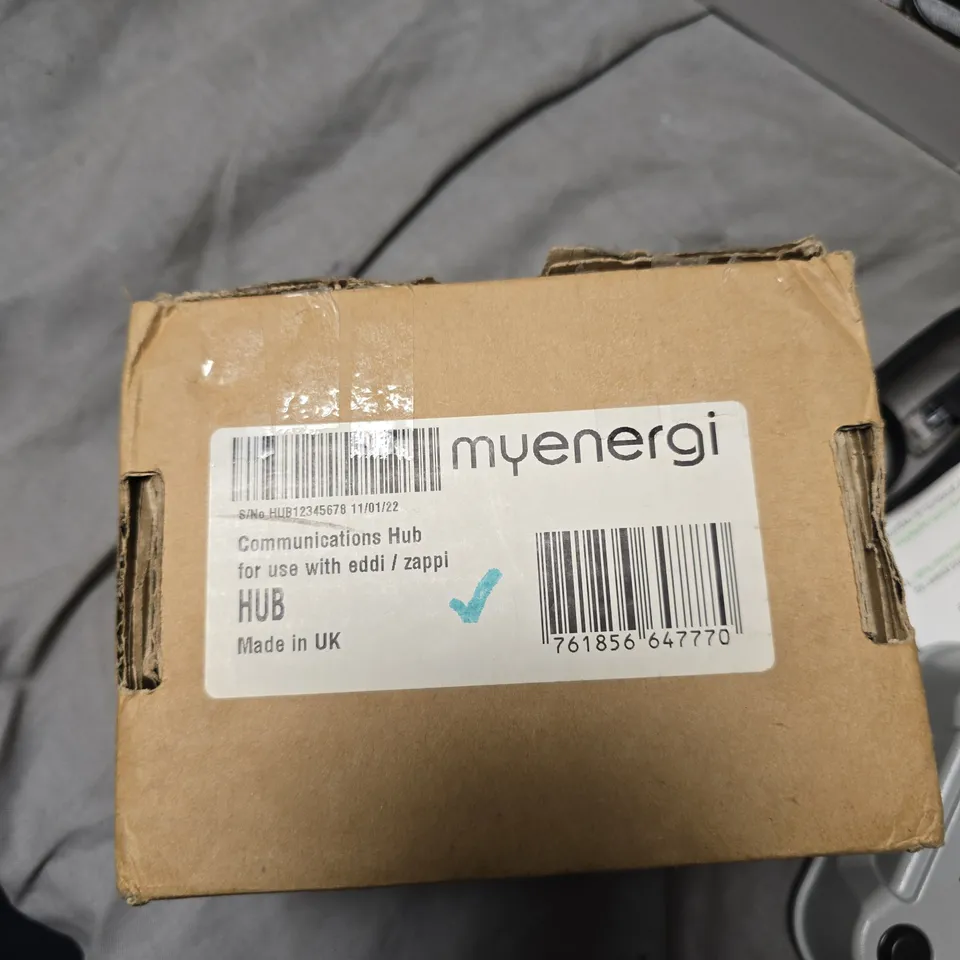 myenergi
S/No HUB12345678 11/01/22
Communications Hub
for use with eddi / zappi
HUB
Made in UK
761856 647770